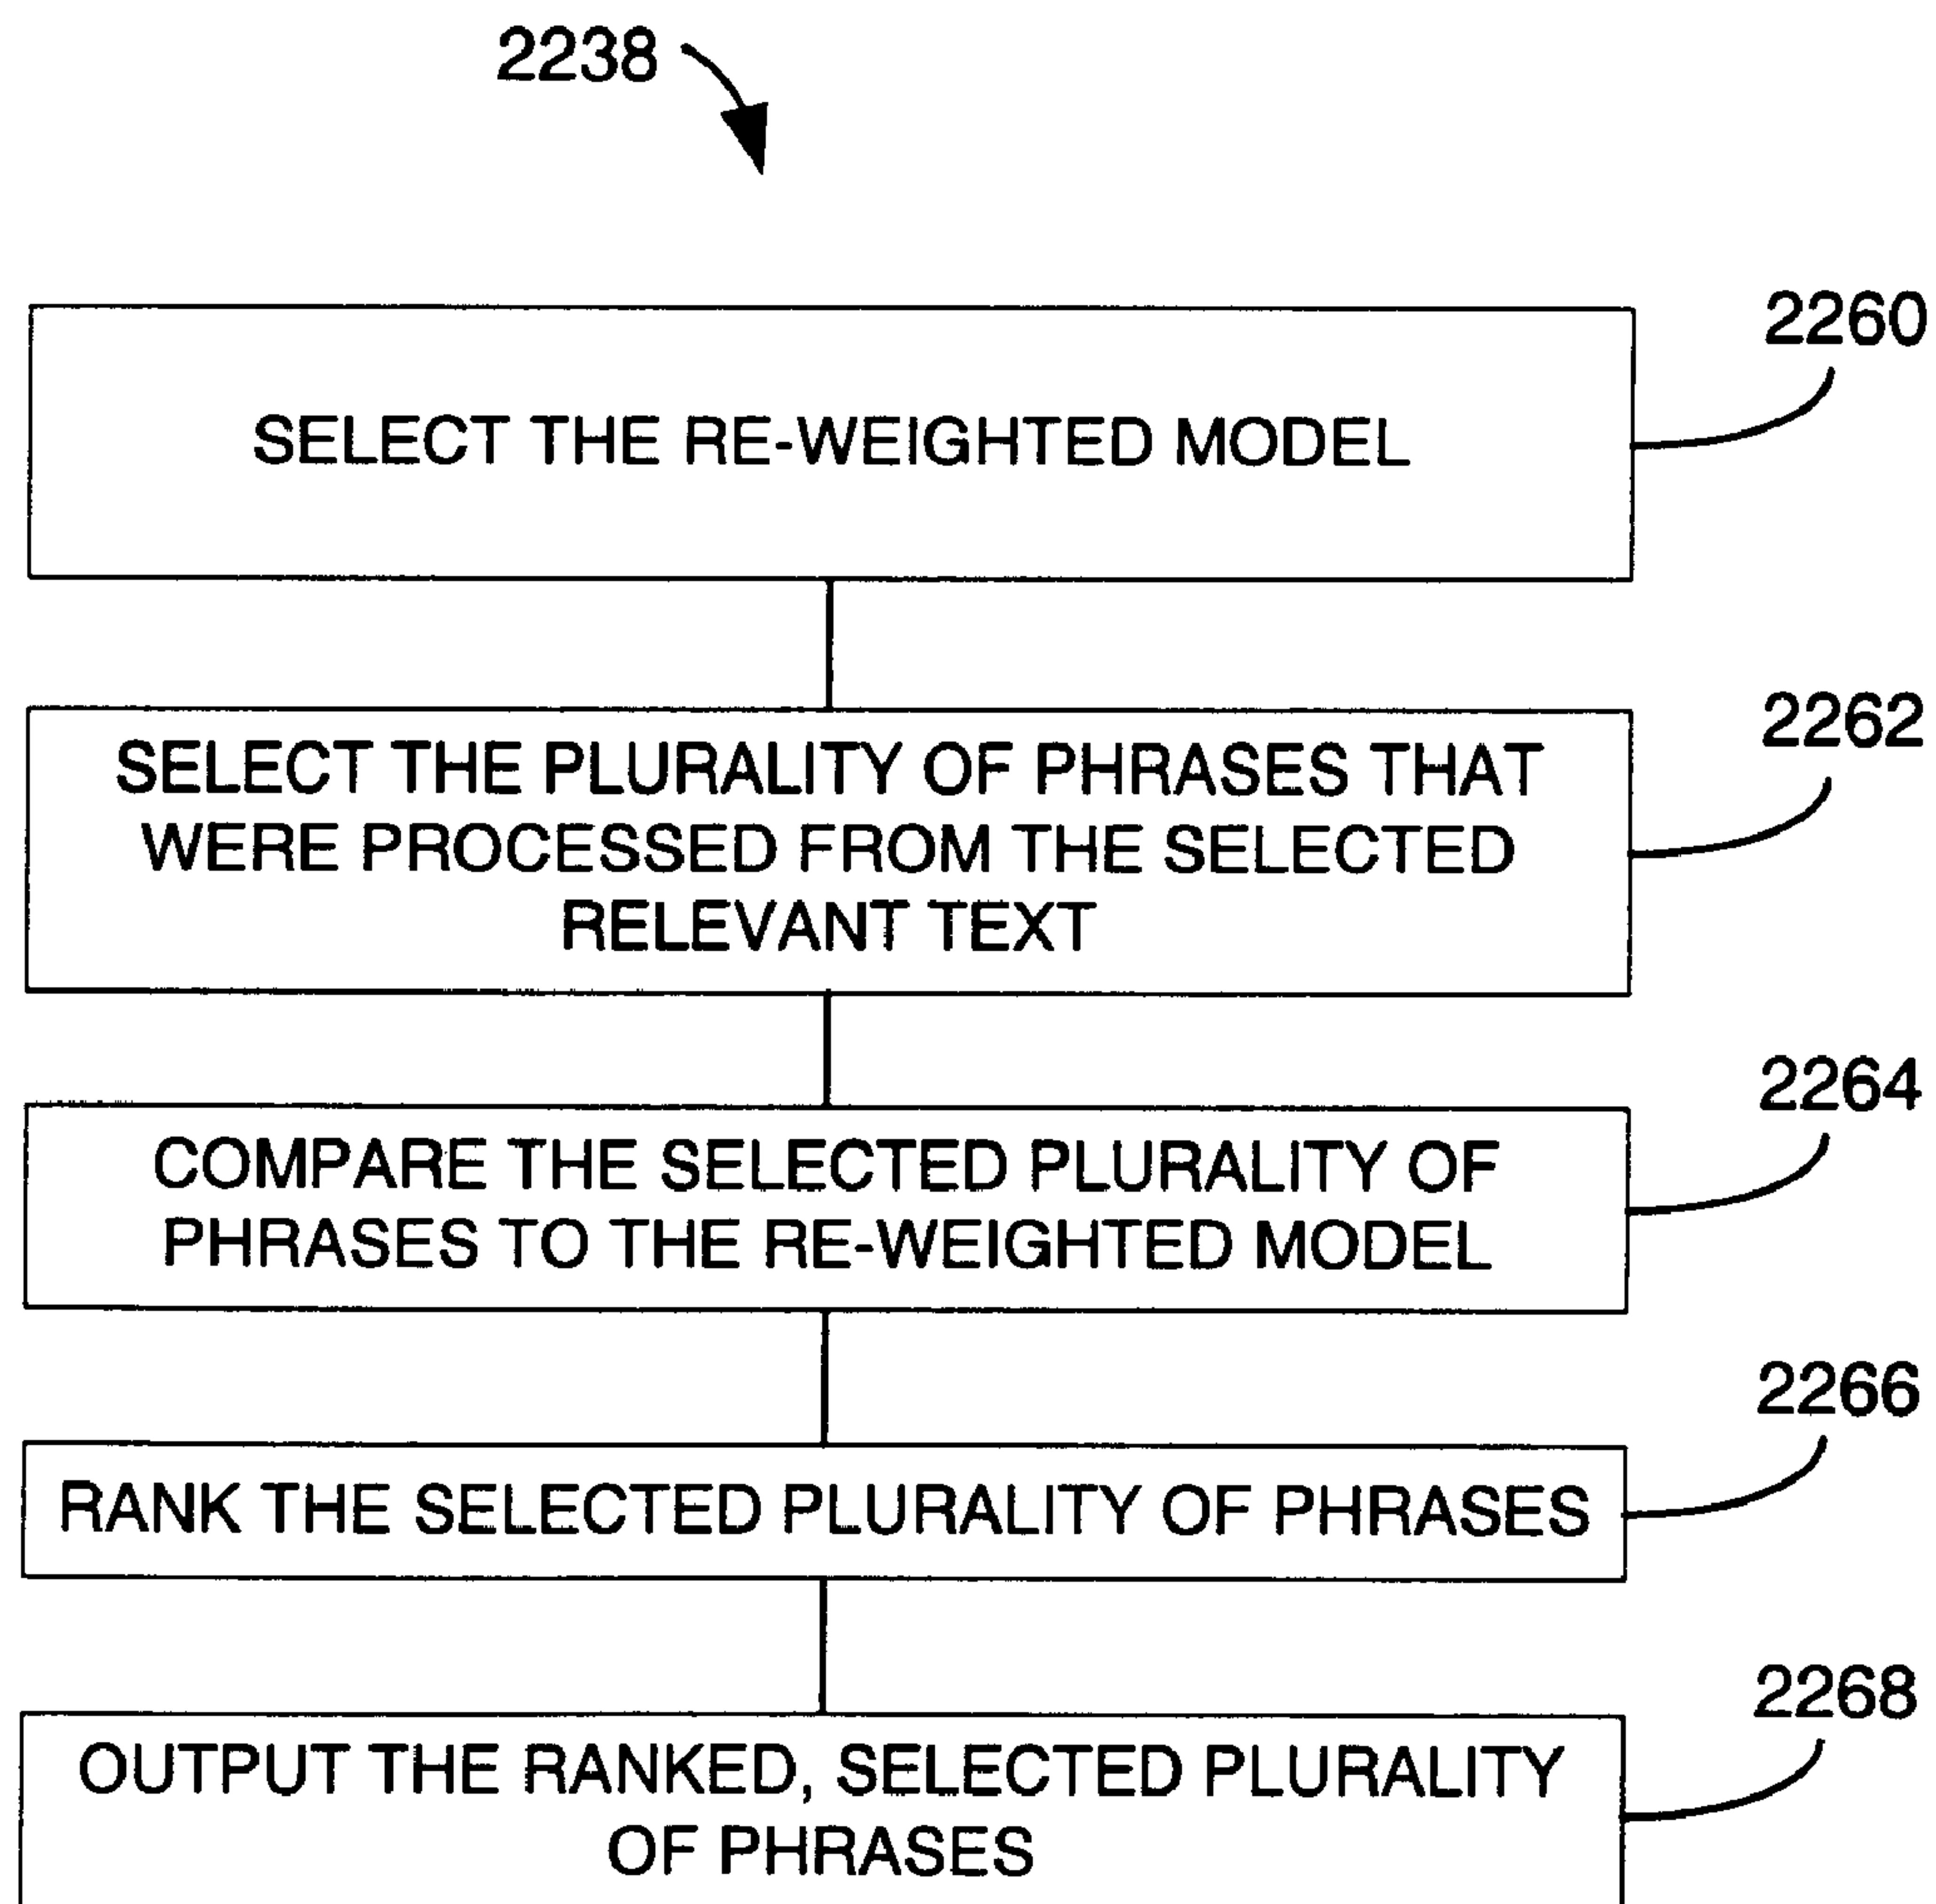 2238
2260
SELECT THE RE-WEIGHTED MODEL
2262
SELECT THE PLURALITY OF PHRASES THAT
WERE PROCESSED FROM THE SELECTED
RELEVANT TEXT
2264
COMPARE THE SELECTED PLURALITY OF
PHRASES TO THE RE-WEIGHTED MODEL
2266
RANK THE SELECTED PLURALITY OF PHRASES
2268
OUTPUT THE RANKED, SELECTED PLURALITY
OF PHRASES